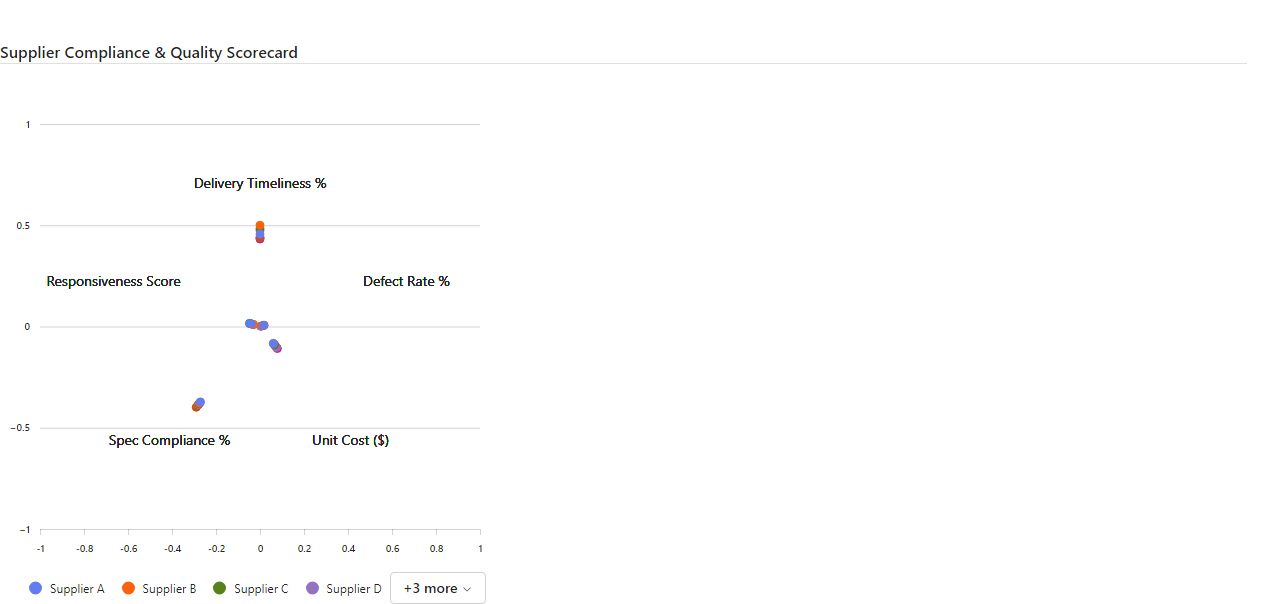 Supplier Compliance & Quality Scorecard
1
Delivery Timeliness %
0.5
Responsiveness Score
Defect Rate %
0
−0.5
Spec Compliance %
Unit Cost ($)
−1
-1 -0.8 -0.6 -0.4 -0.2 0 0.2 0.4 0.6 0.8 1
Supplier A Supplier B Supplier C Supplier D +3 more